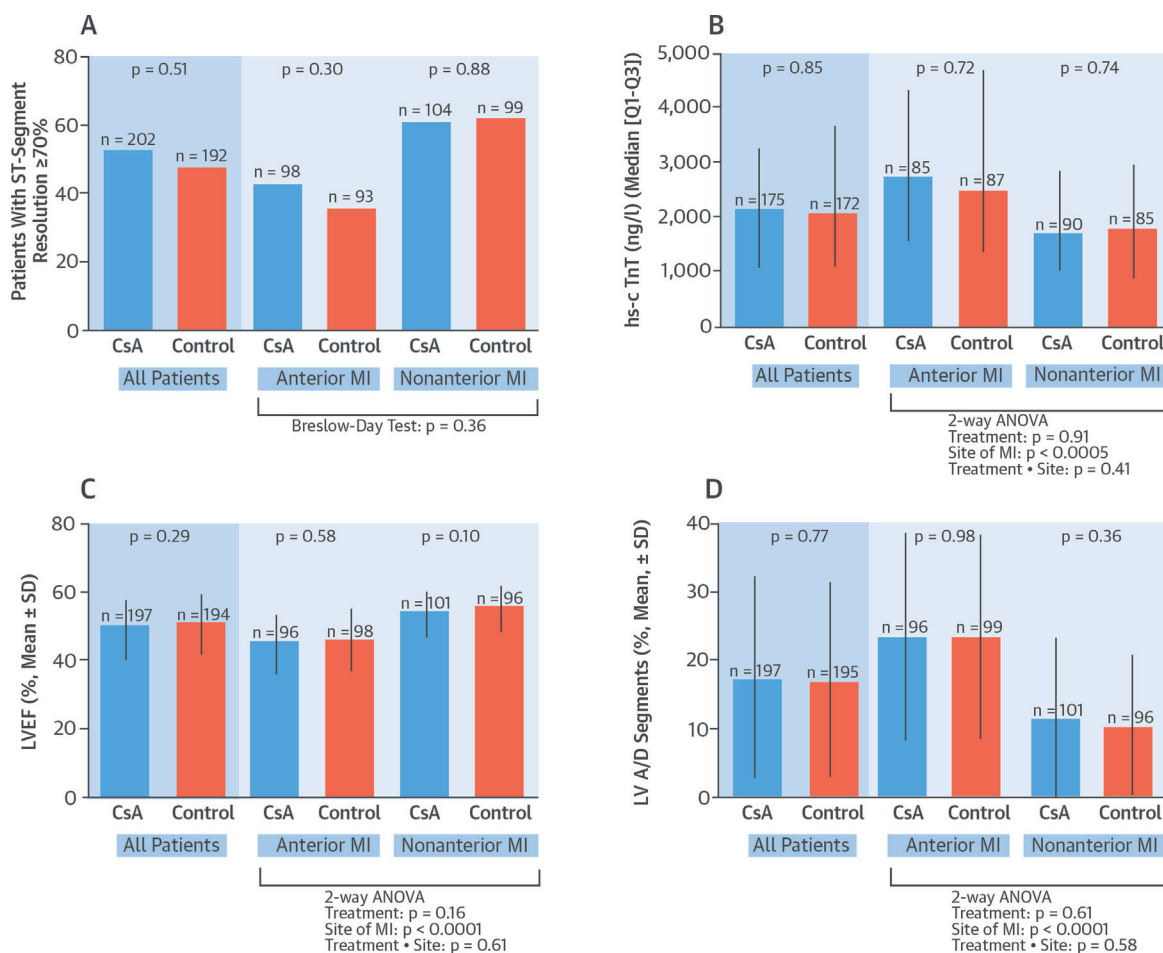 A
Patients With ST-Segment
Resolution ≥70%
80
60
40
20
0
p = 0.51
p = 0.30
p = 0.88
n = 202
n = 192
n = 98
n = 93
n = 104
n = 99
CsA
Control
CsA
Control
CsA
Control
All Patients
Anterior MI
Nonanterior MI
Breslow-Day Test: p = 0.36
B
hs-c TnT (ng/l) (Median [Q1-Q3])
5,000
4,000
3,000
2,000
1,000
0
p = 0.85
p = 0.72
p = 0.74
n = 175
n = 172
n = 85
n = 87
n = 90
n = 85
CsA
Control
CsA
Control
CsA
Control
All Patients
Anterior MI
Nonanterior MI
2-way ANOVA
Treatment: p = 0.91
Site of MI: p < 0.0005
Treatment • Site: p = 0.41
C
LVEF (%, Mean ± SD)
80
60
40
20
0
p = 0.29
p = 0.58
p = 0.10
n = 197
n = 194
n = 96
n = 98
n = 101
n = 96
CsA
Control
CsA
Control
CsA
Control
All Patients
Anterior MI
Nonanterior MI
2-way ANOVA
Treatment: p = 0.16
Site of MI: p < 0.0001
Treatment • Site: p = 0.61
D
LV A/D Segments (%, Mean, ± SD)
40
30
20
10
0
p = 0.77
p = 0.98
p = 0.36
n = 197
n = 195
n = 96
n = 99
n = 101
n = 96
CsA
Control
CsA
Control
CsA
Control
All Patients
Anterior MI
Nonanterior MI
2-way ANOVA
Treatment: p = 0.61
Site of MI: p < 0.0001
Treatment • Site: p = 0.58